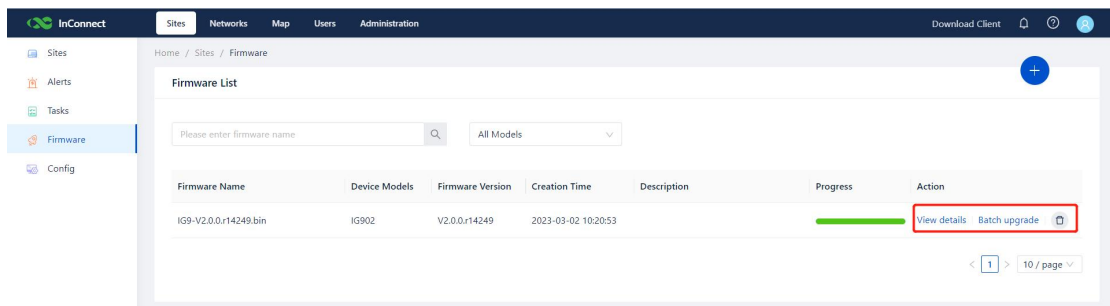 InConnect Sites Networks Map Users Administration Download Client
Sites
Alerts
Tasks
Firmware
Config
Home / Sites / Firmware
Firmware List
Please enter firmware name All Models
Firmware Name Device Models Firmware Version Creation Time Description Progress Action
IG9-V2.0.0.r14249.bin IG902 V2.0.0.r14249 2023-03-02 10:20:53 View details Batch upgrade
< 1 > 10 / page